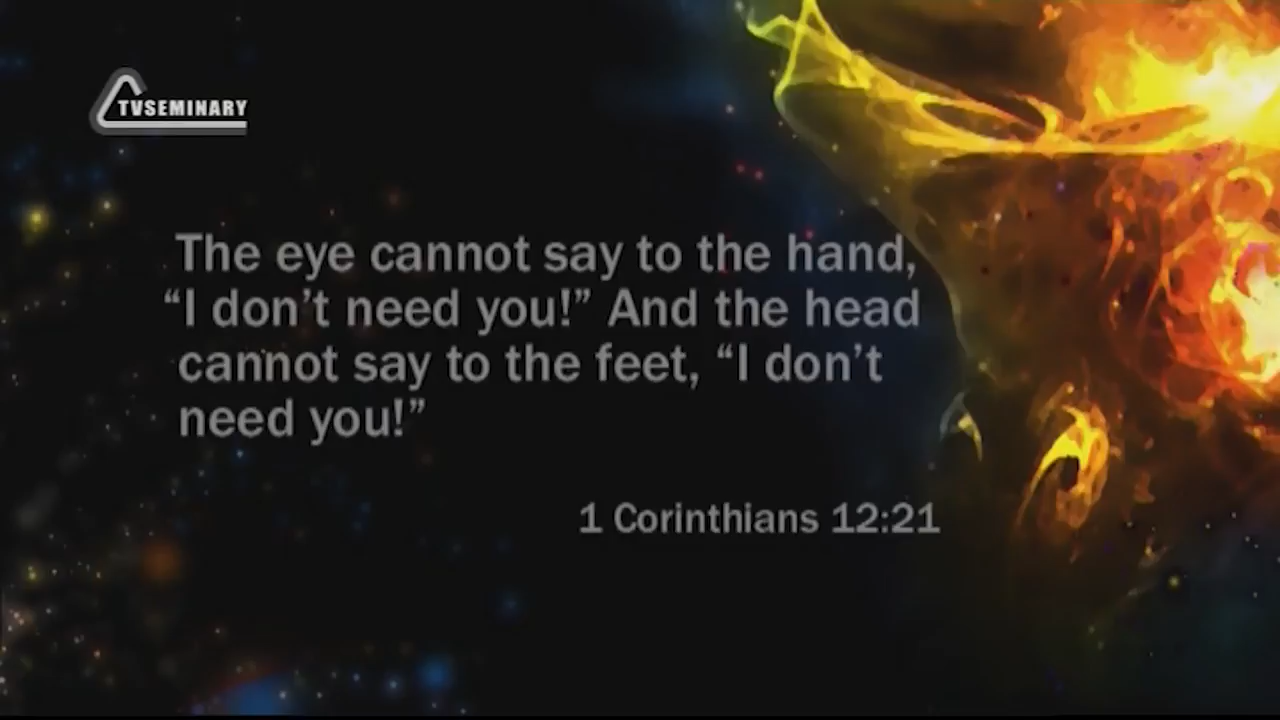 TVSEMINARY
The eye cannot say to the hand,
“I don’t need you!” And the head
cannot say to the feet, “I don’t
need you!”
1 Corinthians 12:21